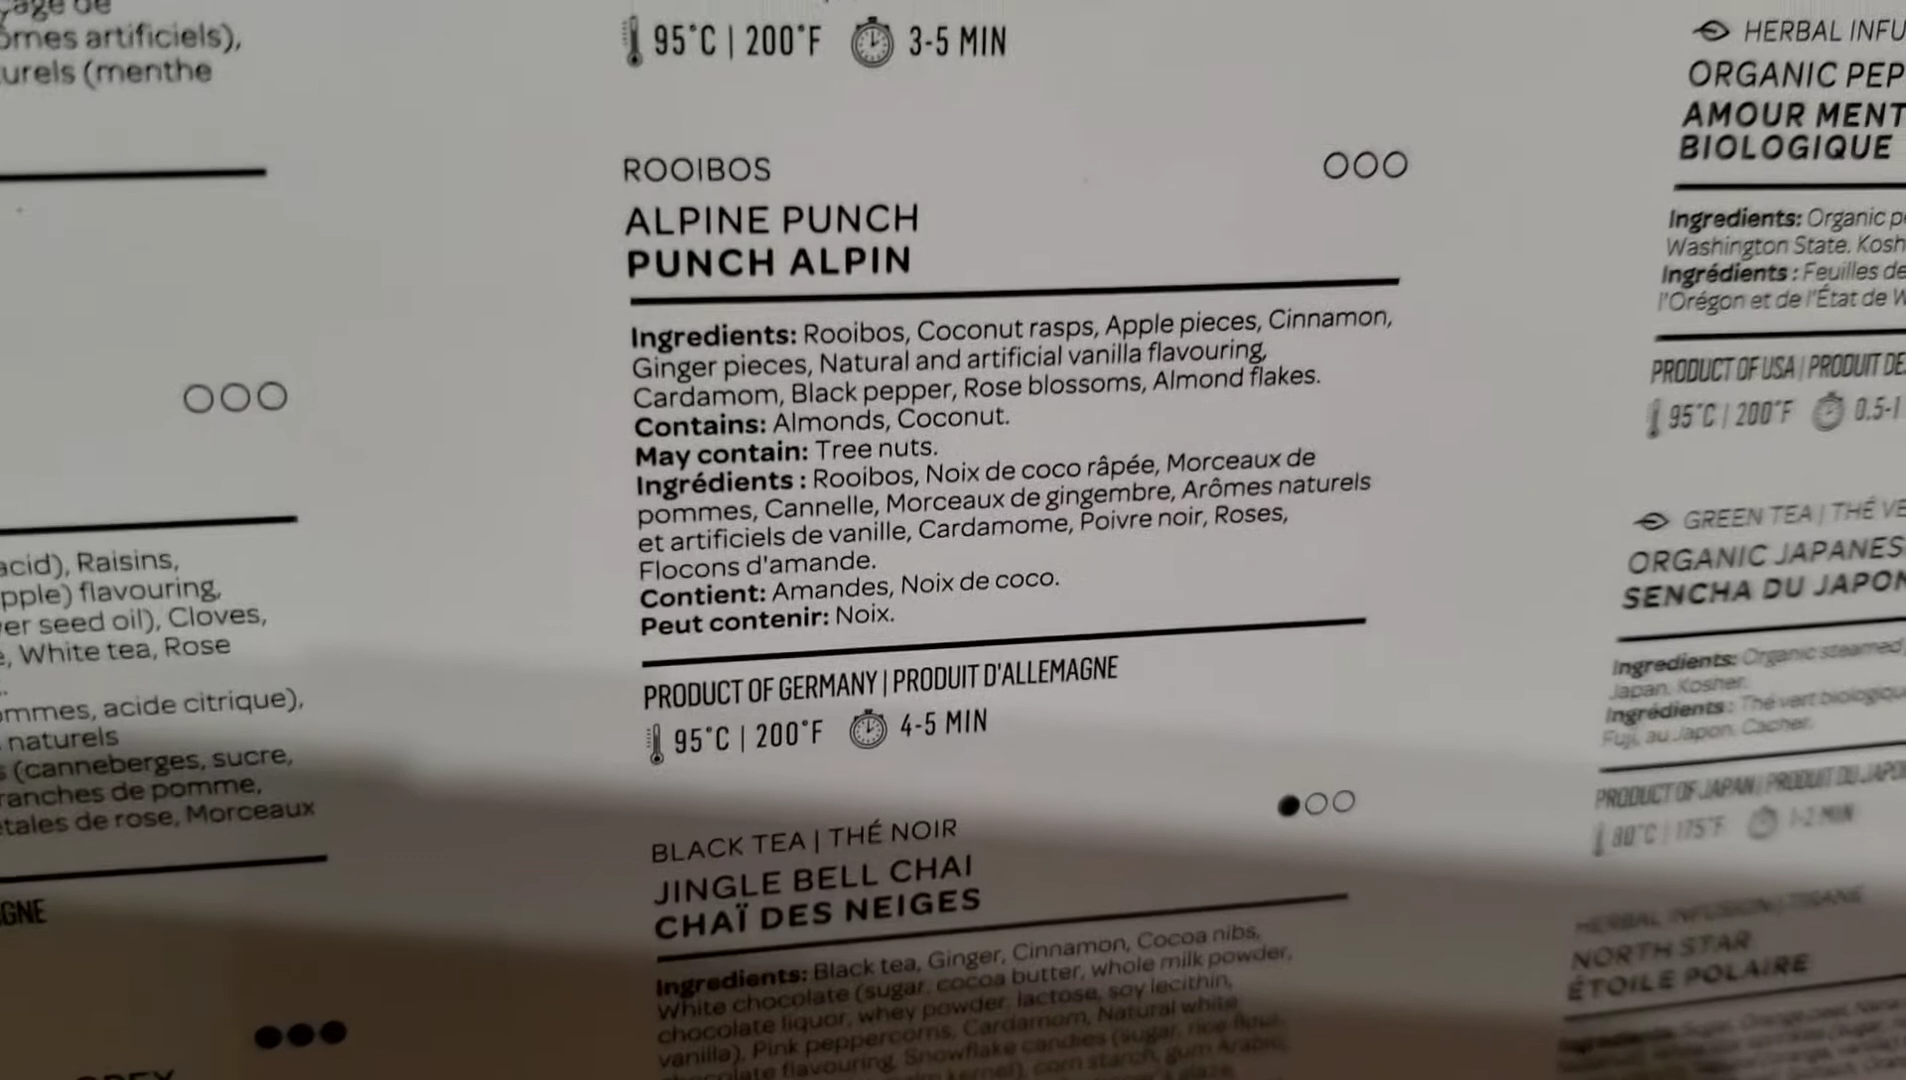 ômes artificiels),
urels (menthe
acid), Raisins,
pple) flavouring,
er seed oil), Cloves,
, White tea, Rose
ommes, acide citrique),
naturels
(canneberges, sucre,
ranches de pomme,
étales de rose, Morceaux
GNE
95°C | 200°F 3-5 MIN
ROOIBOS
ALPINE PUNCH
PUNCH ALPIN
Ingredients: Rooibos, Coconut rasps, Apple pieces, Cinnamon,
Ginger pieces, Natural and artificial vanilla flavouring,
Cardamom, Black pepper, Rose blossoms, Almond flakes.
Contains: Almonds, Coconut.
May contain: Tree nuts.
Ingrédients : Rooibos, Noix de coco râpée, Morceaux de
pommes, Cannelle, Morceaux de gingembre, Arômes naturels
et artificiels de vanille, Cardamome, Poivre noir, Roses,
Flocons d'amande.
Contient: Amandes, Noix de coco.
Peut contenir: Noix.
PRODUCT OF GERMANY | PRODUIT D'ALLEMAGNE
95°C | 200°F 4-5 MIN
BLACK TEA | THÉ NOIR
JINGLE BELL CHAI
CHAÏ DES NEIGES
Ingredients: Black tea, Ginger, Cinnamon, Cocoa nibs,
White chocolate (sugar, cocoa butter, whole milk powder,
chocolate liquor, whey powder, lactose, soy lecithin,
vanilla), Pink peppercorns, Cardamom, Natural white
chocolate flavouring, Snowflake candies (sugar, rice flour,
corn starch, gum Arabic,
HERBAL INFU
ORGANIC PEP
AMOUR MENT
BIOLOGIQUE
Ingredients: Organic p
Washington State. Kosh
Ingrédients : Feuilles de
l'Orégon et de l'État de W
PRODUCT OF USA | PRODUIT DE
95°C | 200°F 0.5-1
GREEN TEA | THÉ VE
ORGANIC JAPANES
SENCHA DU JAPON
Ingredients: Organic steamed
Japan. Kosher.
Ingrédients : Thé vert biologiqu
Fuji, au Japon. Cacher.
PRODUCT OF JAPAN | PRODUIT DU JAPO
80°C | 175°F 1-2 MIN
HERBAL INFUSION | TISANE
NORTH STAR
ÉTOILE POLAIRE